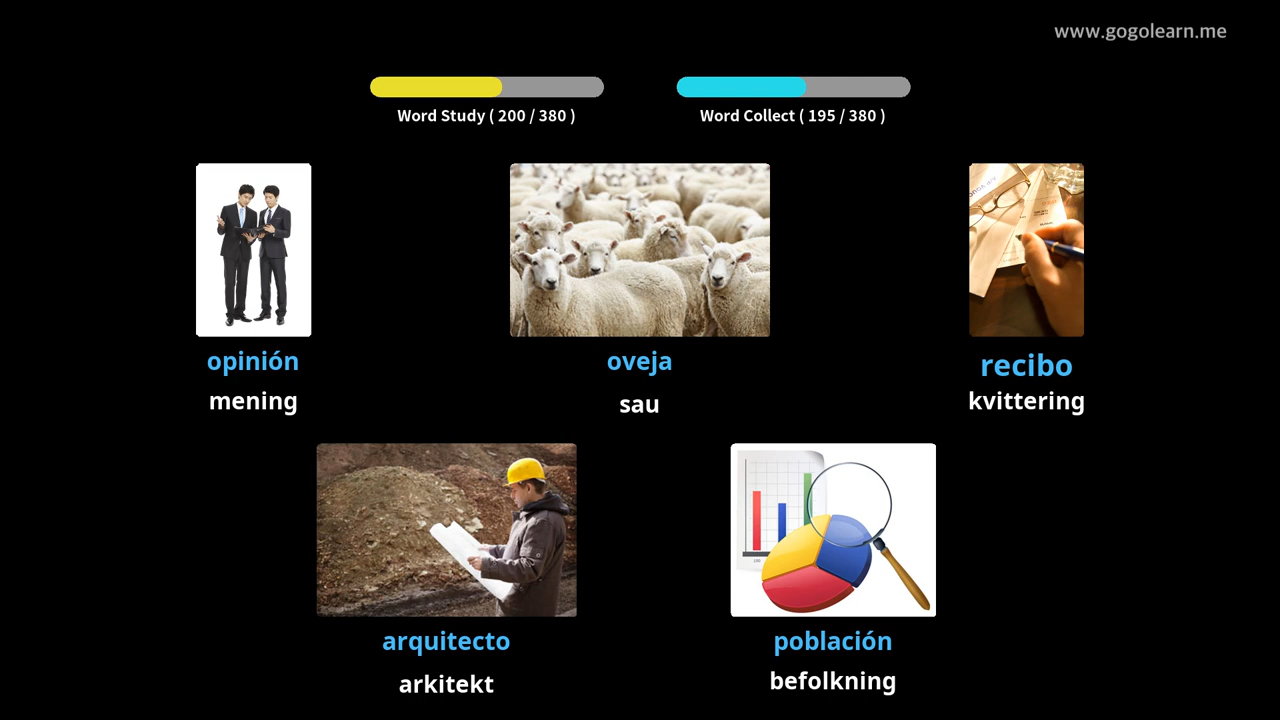 www.gogolearn.me
Word Study ( 200 / 380 )
Word Collect ( 195 / 380 )
opinión
mening
oveja
sau
recibo
kvittering
arquitecto
arkitekt
población
befolkning